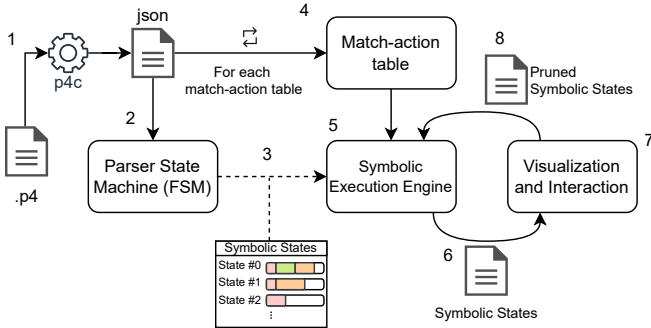 1
.p4
p4c
json
For each
match-action table
4
Match-action
table
2
Parser State
Machine (FSM)
3
Symbolic States
State #0
State #1
State #2
⋮
5
Symbolic
Execution Engine
6
Symbolic States
7
Visualization
and Interaction
8
Pruned
Symbolic States